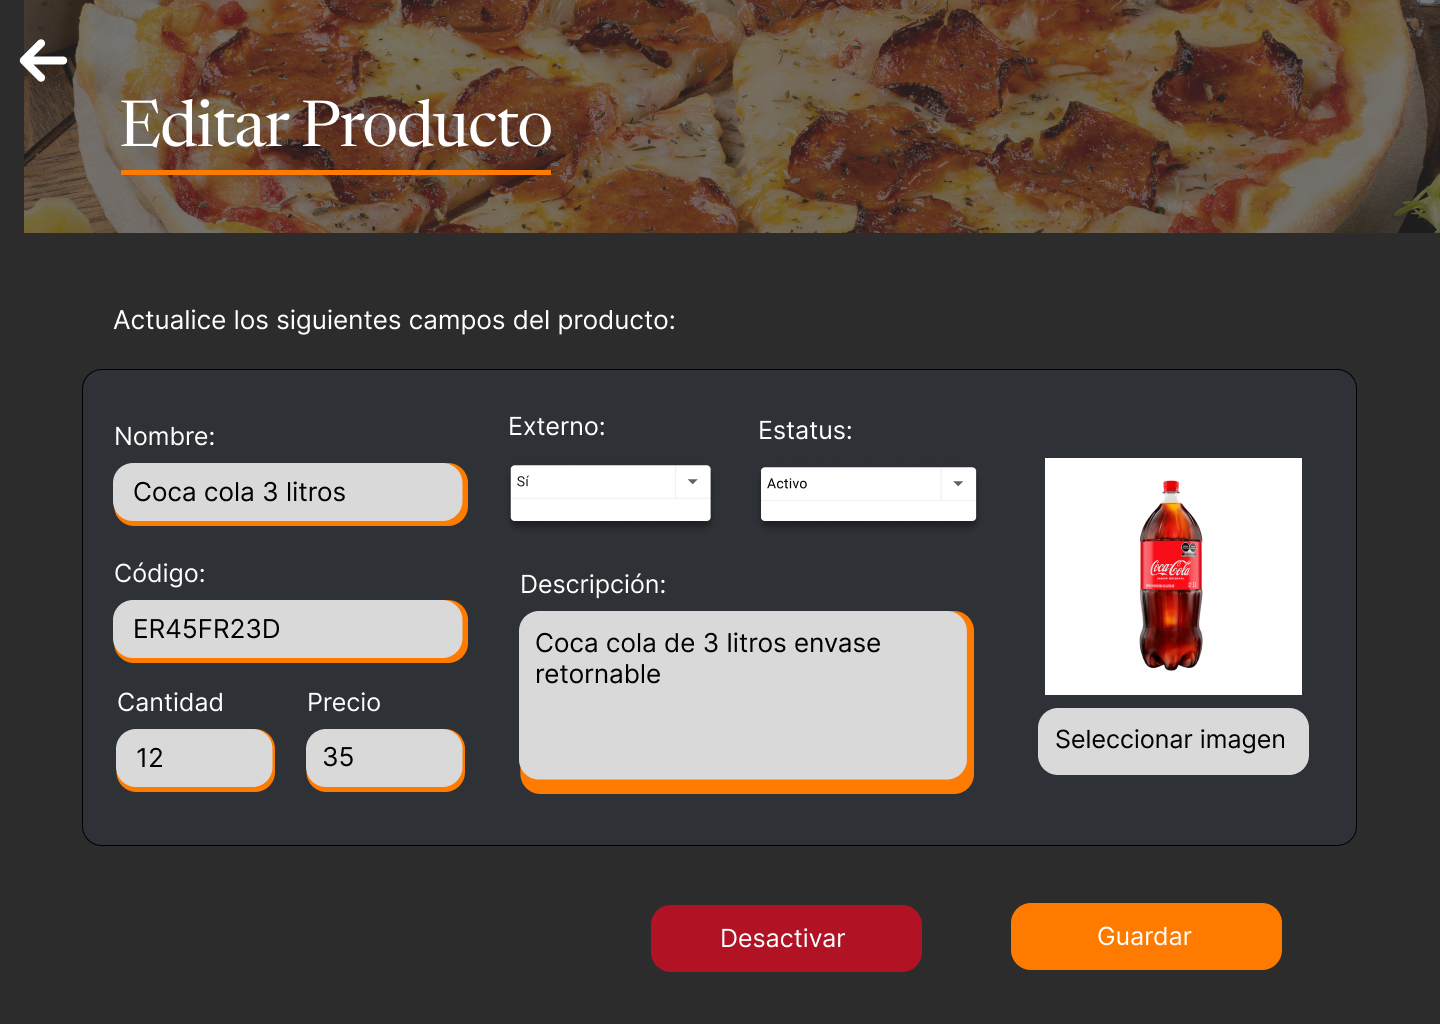 Editar Producto
Actualice los siguientes campos del producto:
Nombre:
Coca cola 3 litros
Externo:
Sí
Estatus:
Activo
Código:
ER45FR23D
Descripción:
Coca cola de 3 litros envase
retornable
Cantidad
12
Precio
35
Coca-Cola
Seleccionar imagen
Desactivar
Guardar